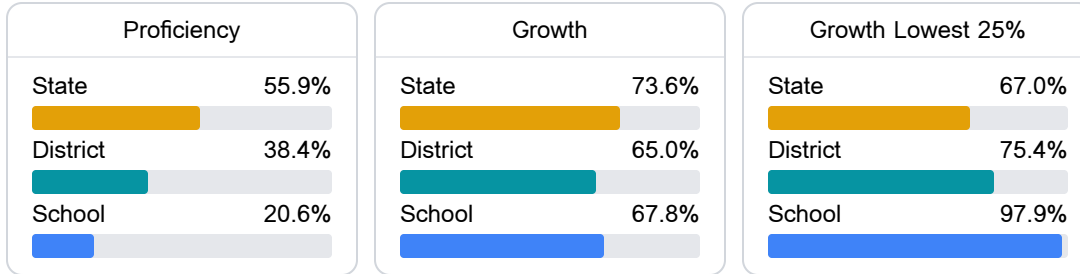 Proficiency
State 55.9%
District 38.4%
School 20.6%
Growth
State 73.6%
District 65.0%
School 67.8%
Growth Lowest 25%
State 67.0%
District 75.4%
School 97.9%